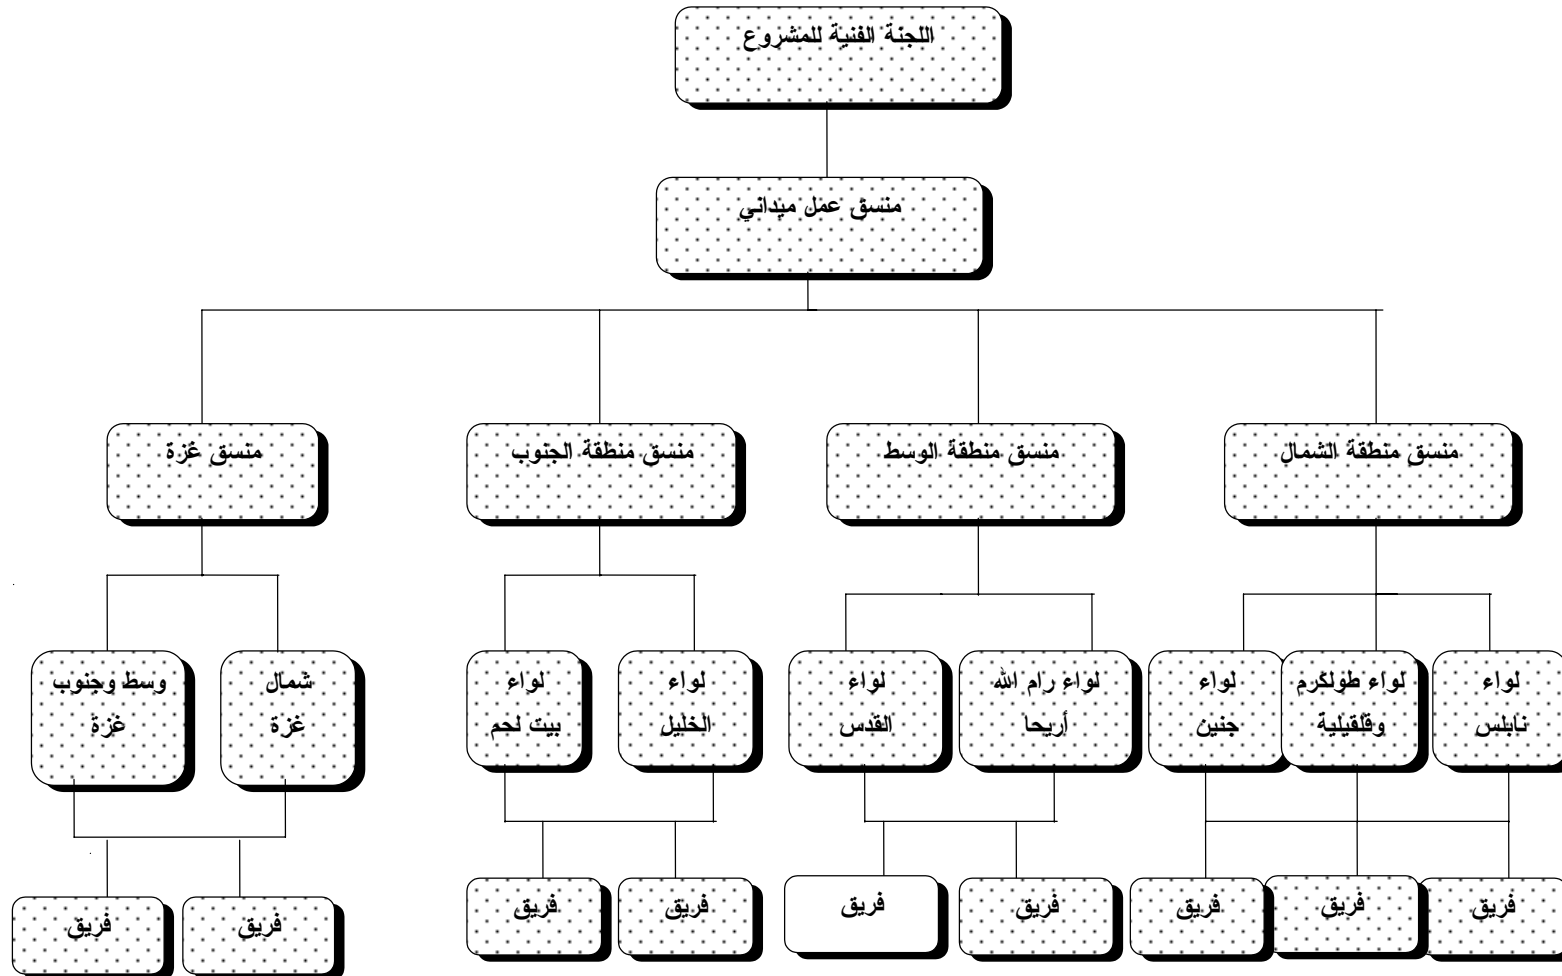 اللجنة الفنية للمشروع
منسق عمل ميداني
منسق منطقة الشمال
منسق منطقة الوسط
منسق منطقة الجنوب
منسق غزة
لواء
نابلس
لواء طولكرم
وقلقيلية
لواء
جنين
لواء رام الله
أريحا
لواء
القدس
لواء
الخليل
لواء
بيت لحم
شمال
غزة
وسط وجنوب
غزة
فريق
فريق
فريق
فريق
فريق
فريق
فريق
فريق
فريق